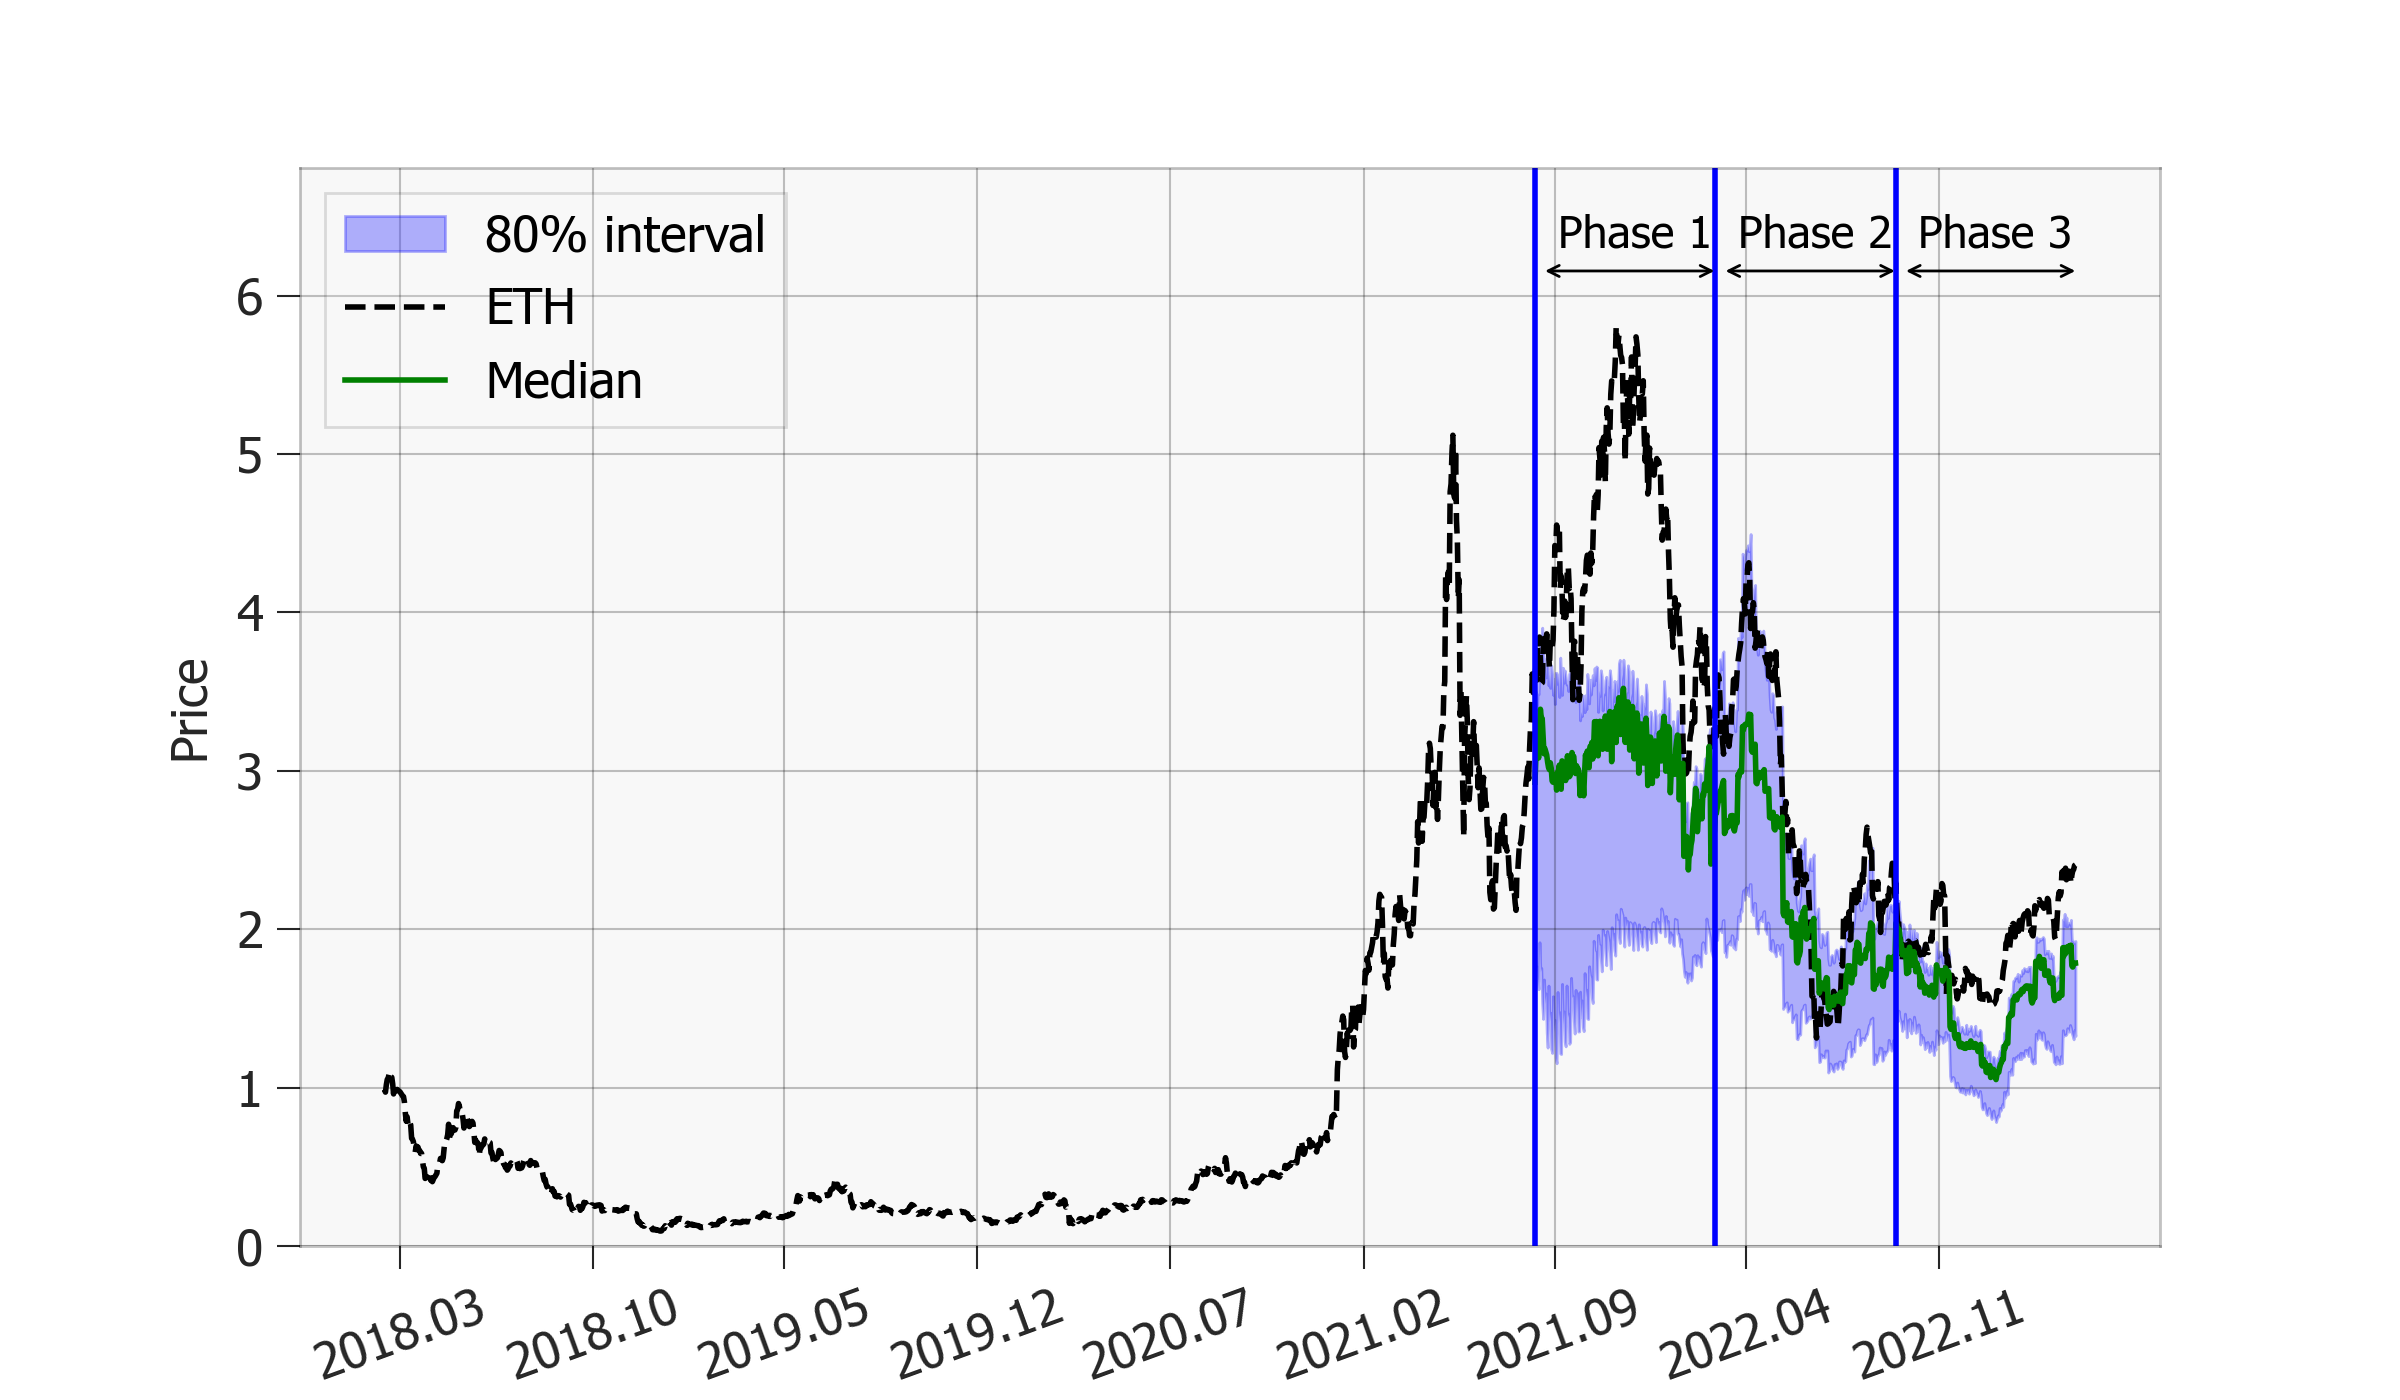 80% interval
ETH
Median
Phase 1
Phase 2
Phase 3
Price
6
5
4
3
2
1
0
2018.03
2018.10
2019.05
2019.12
2020.07
2021.02
2021.09
2022.04
2022.11